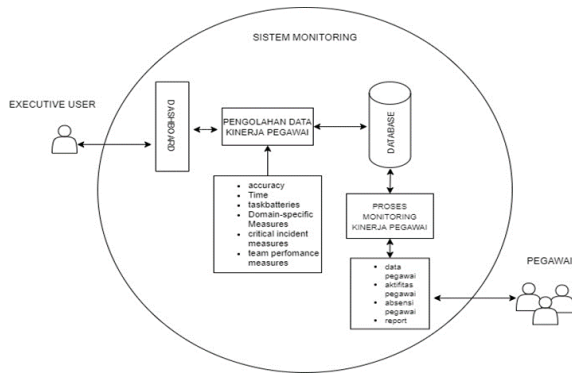 SISTEM MONITORING
EXECUTIVE USER
DASHBOARD
PENGOLAHAN DATA
KINERJA PEGAWAI
DATABASE
• accuracy
• Time
• taskbatteries
• Domain-specific
Measures
• critical incident
measures
• team perfomance
measures
PROSES
MONITORING
KINERJA PEGAWAI
• data
pegawai
• aktifitas
pegawai
• absensi
pegawai
• report
PEGAWAI